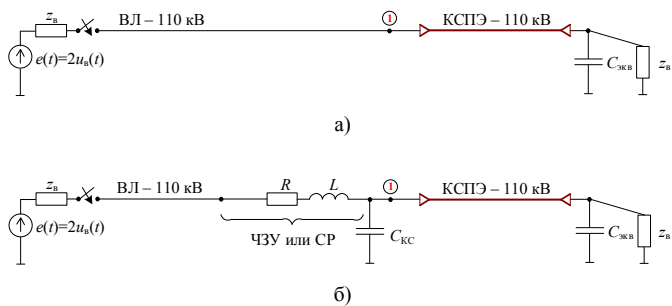 zв ВЛ – 110 кВ 1 КСПЭ – 110 кВ
e(t)=2uв(t) Cэкв zв
а)
zв ВЛ – 110 кВ R L 1 КСПЭ – 110 кВ
e(t)=2uв(t) ЧЗУ или СР CКС Cэкв zв
б)